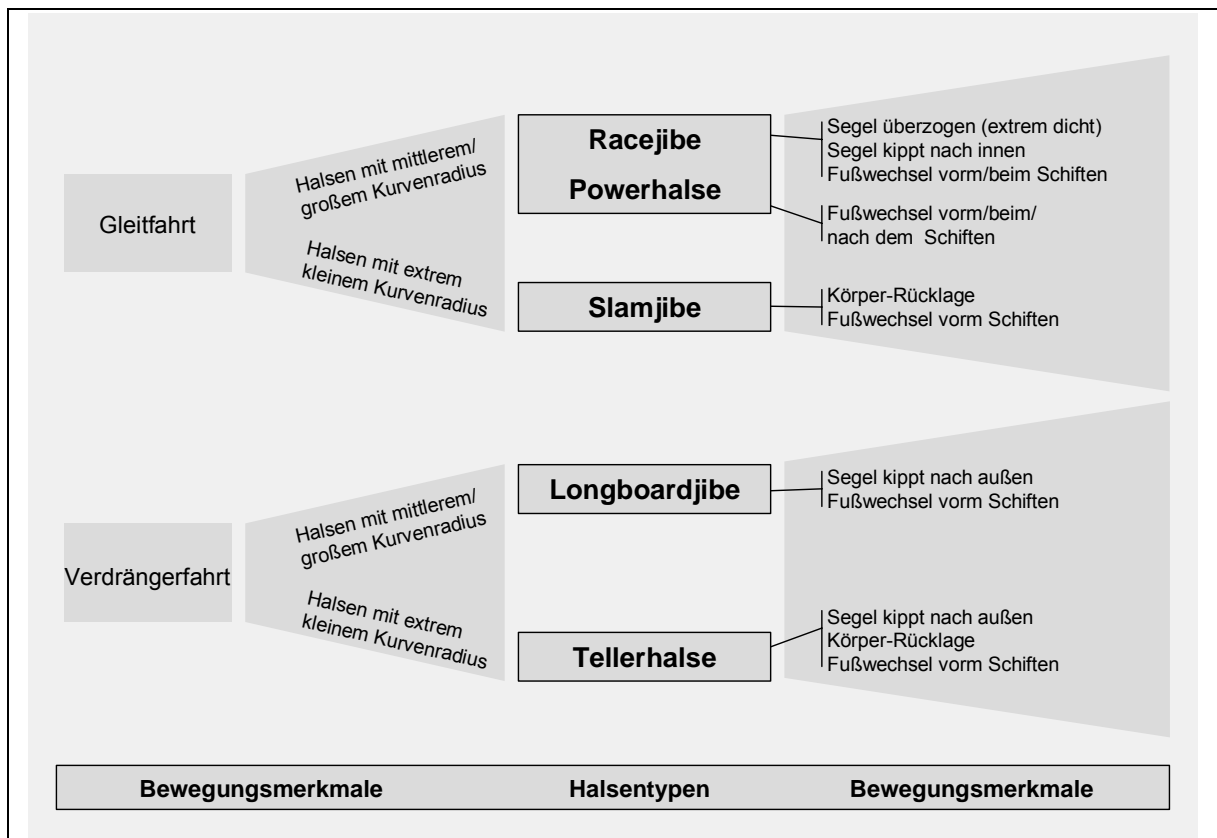 Gleitfahrt
Halsen mit mittlerem/
großem Kurvenradius
Halsen mit extrem
kleinem Kurvenradius
Racejibe
Powerhalse
Slamjibe
Segel überzogen (extrem dicht)
Segel kippt nach innen
Fußwechsel vorm/beim Schiften
Fußwechsel vorm/beim/
nach dem Schiften
Körper-Rücklage
Fußwechsel vorm Schiften
Verdrängerfahrt
Halsen mit mittlerem/
großem Kurvenradius
Halsen mit extrem
kleinem Kurvenradius
Longboardjibe
Tellerhalse
Segel kippt nach außen
Fußwechsel vorm Schiften
Segel kippt nach außen
Körper-Rücklage
Fußwechsel vorm Schiften
Bewegungsmerkmale Halsentypen Bewegungsmerkmale